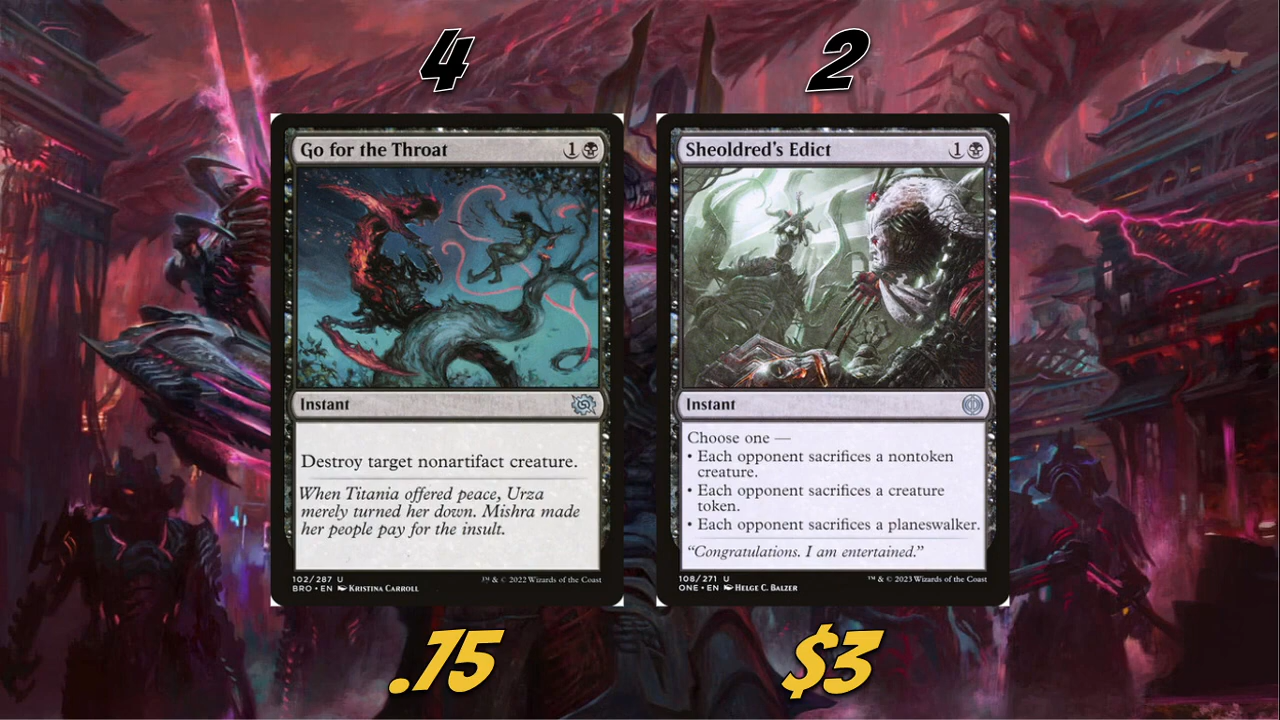 4
2
Go for the Throat 1
Sheoldred's Edict 1
Instant
Instant
Destroy target nonartifact creature.
When Titania offered peace, Urza
merely turned her down. Mishra made
her people pay for the insult.
Choose one —
• Each opponent sacrifices a nontoken
creature.
• Each opponent sacrifices a creature
token.
• Each opponent sacrifices a planeswalker.
“Congratulations. I am entertained.”
102/287 U
BRO • EN Kristina Carroll
™ & © 2022 Wizards of the Coast
108/271 U
ONE • EN Helge C. Balzer
™ & © 2023 Wizards of the Coast
.75
$3